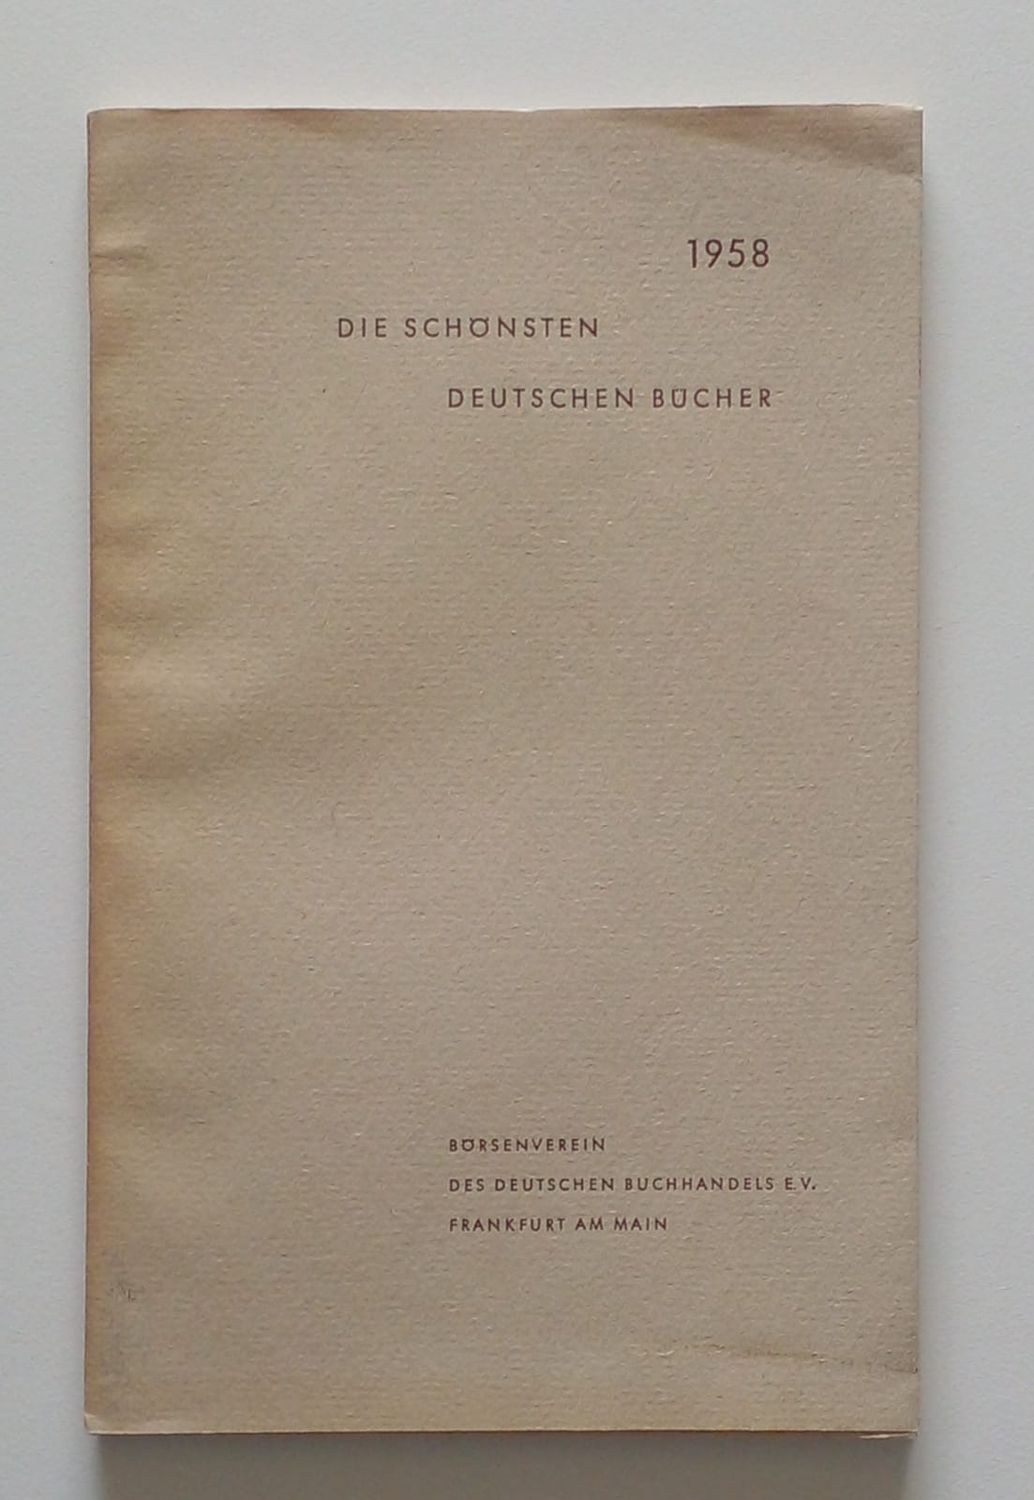 1958
DIE SCHÖNSTEN
DEUTSCHEN BÜCHER
BÖRSENVEREIN
DES DEUTSCHEN BUCHHANDELS E.V.
FRANKFURT AM MAIN